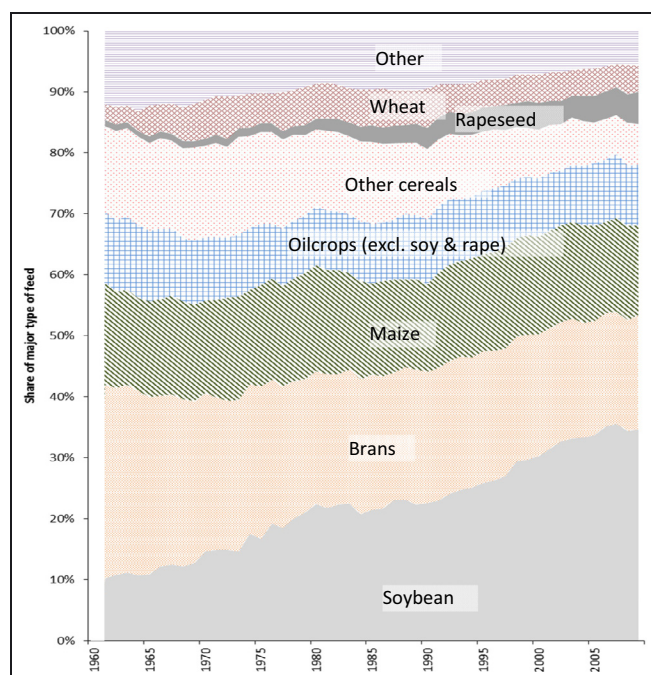 100%
90%
80%
70%
60%
50%
40%
30%
20%
10%
0%
Share of major type of feed
Other
Wheat
Rapeseed
Other cereals
Oilcrops (excl. soy & rape)
Maize
Brans
Soybean
1960
1965
1970
1975
1980
1985
1990
1995
2000
2005